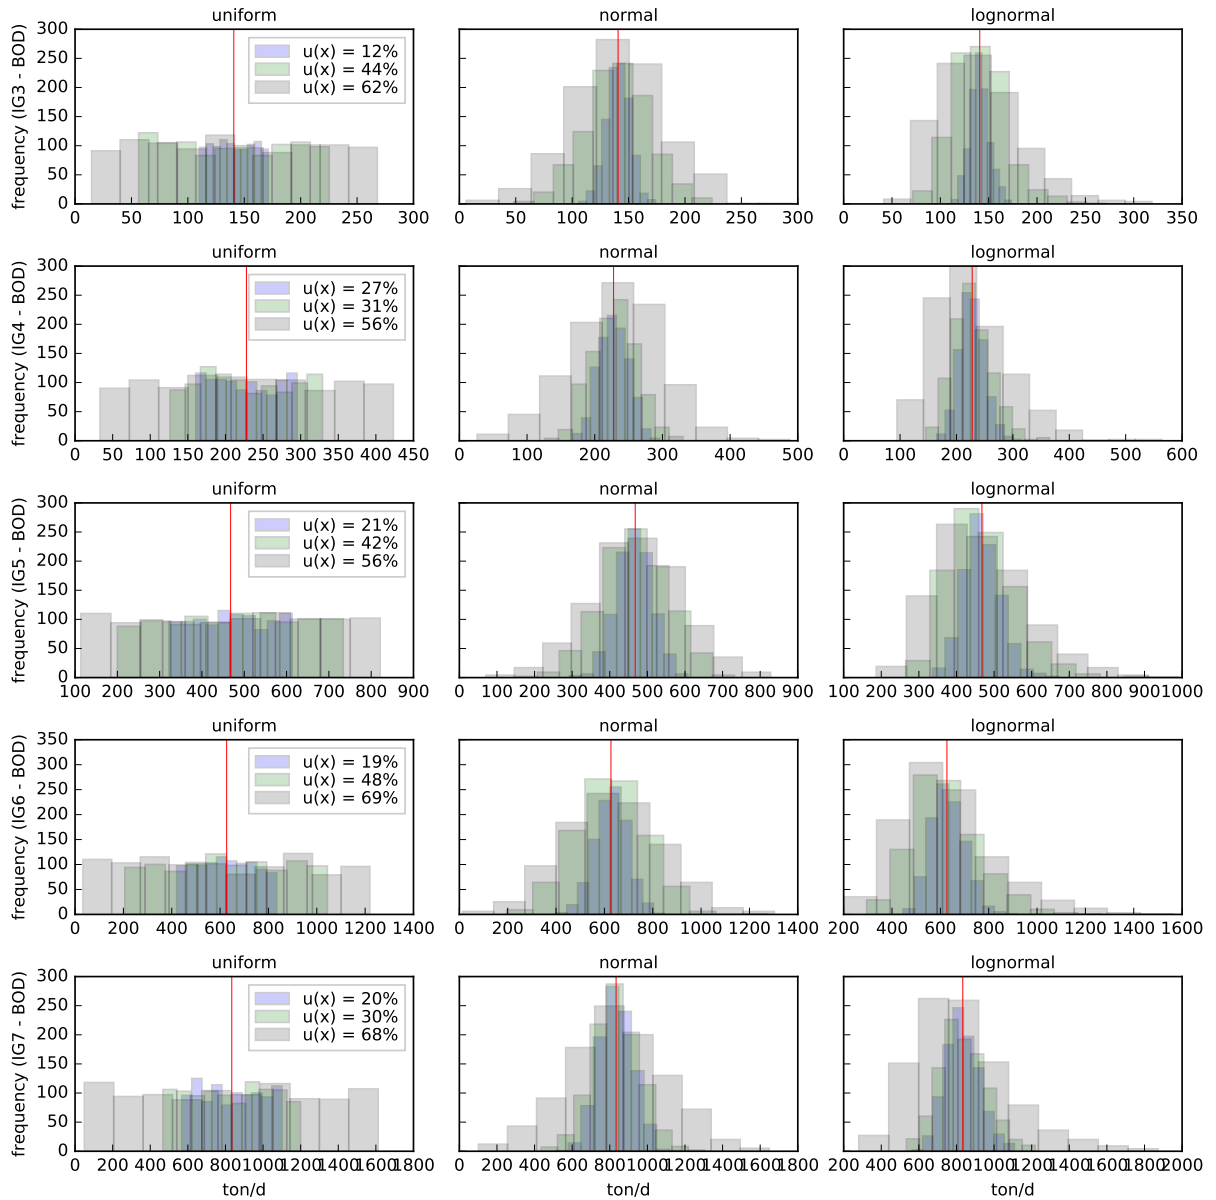 uniform normal lognormal
frequency (IG3 - BOD)
300
250
200
150
100
50
0
u(x) = 12%
u(x) = 44%
u(x) = 62%
0 50 100 150 200 250 300 0 50 100 150 200 250 300 0 50 100 150 200 250 300 350
uniform normal lognormal
frequency (IG4 - BOD)
300
250
200
150
100
50
0
u(x) = 27%
u(x) = 31%
u(x) = 56%
0 50 100 150 200 250 300 350 400 450 0 100 200 300 400 500 0 100 200 300 400 500 600
uniform normal lognormal
frequency (IG5 - BOD)
300
250
200
150
100
50
0
u(x) = 21%
u(x) = 42%
u(x) = 56%
100 200 300 400 500 600 700 800 900 0 100 200 300 400 500 600 700 800 900 100 200 300 400 500 600 700 800 900 1000
uniform normal lognormal
frequency (IG6 - BOD)
350
300
250
200
150
100
50
0
u(x) = 19%
u(x) = 48%
u(x) = 69%
0 200 400 600 800 1000 1200 1400 0 200 400 600 800 1000 1200 1400 200 400 600 800 1000 1200 1400 1600
uniform normal lognormal
frequency (IG7 - BOD)
300
250
200
150
100
50
0
u(x) = 20%
u(x) = 30%
u(x) = 68%
0 200 400 600 800 1000 1200 1400 1600 1800 0 200 400 600 800 1000 1200 1400 1600 1800 200 400 600 800 1000 1200 1400 1600 1800 2000
ton/d ton/d ton/d